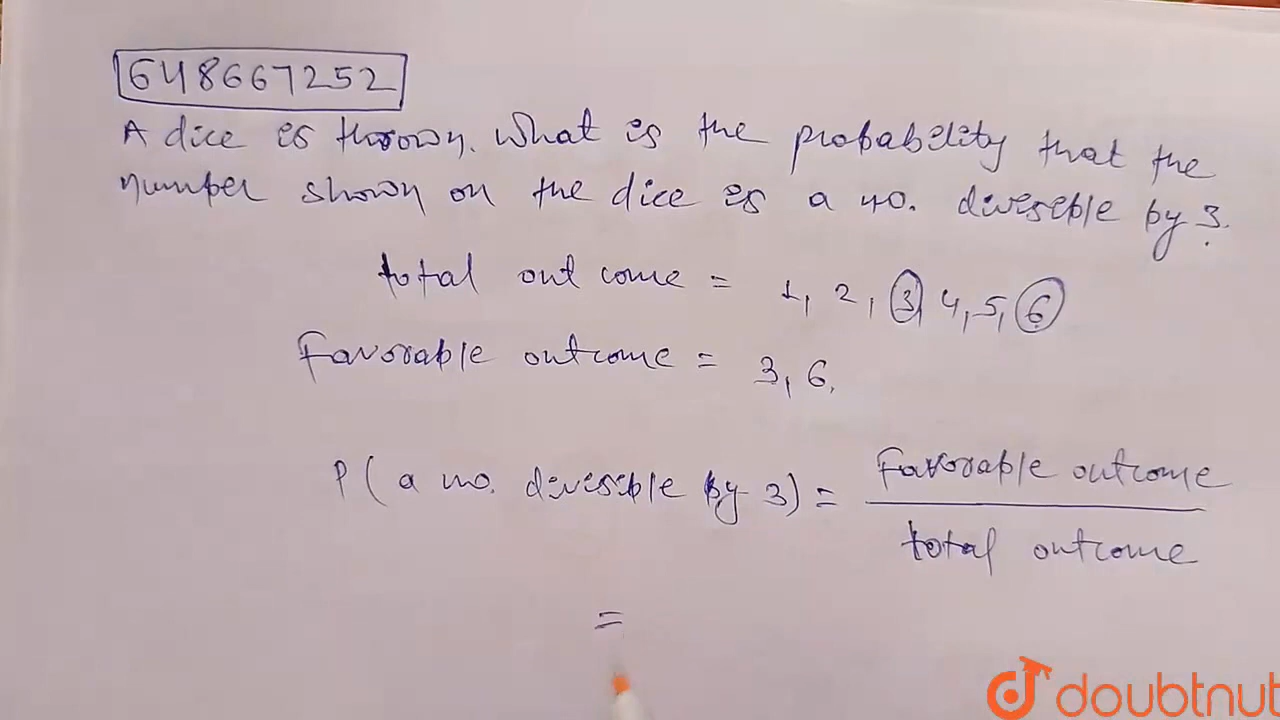 648667252
A dice is thrown. What is the probability that the
number shown on the dice is a no. divisible by 3.
total outcome = 1, 2, 3, 4, 5, 6
Favorable outcome = 3, 6.
P( a no. divisible by 3) = Favorable outcome
total outcome
=
doubtnut